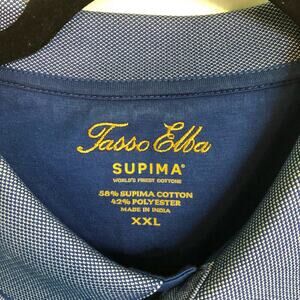 Tasso Elba
SUPIMA®
WORLD'S FINEST COTTONS
58% SUPIMA COTTON
42% POLYESTER
MADE IN INDIA
XXL